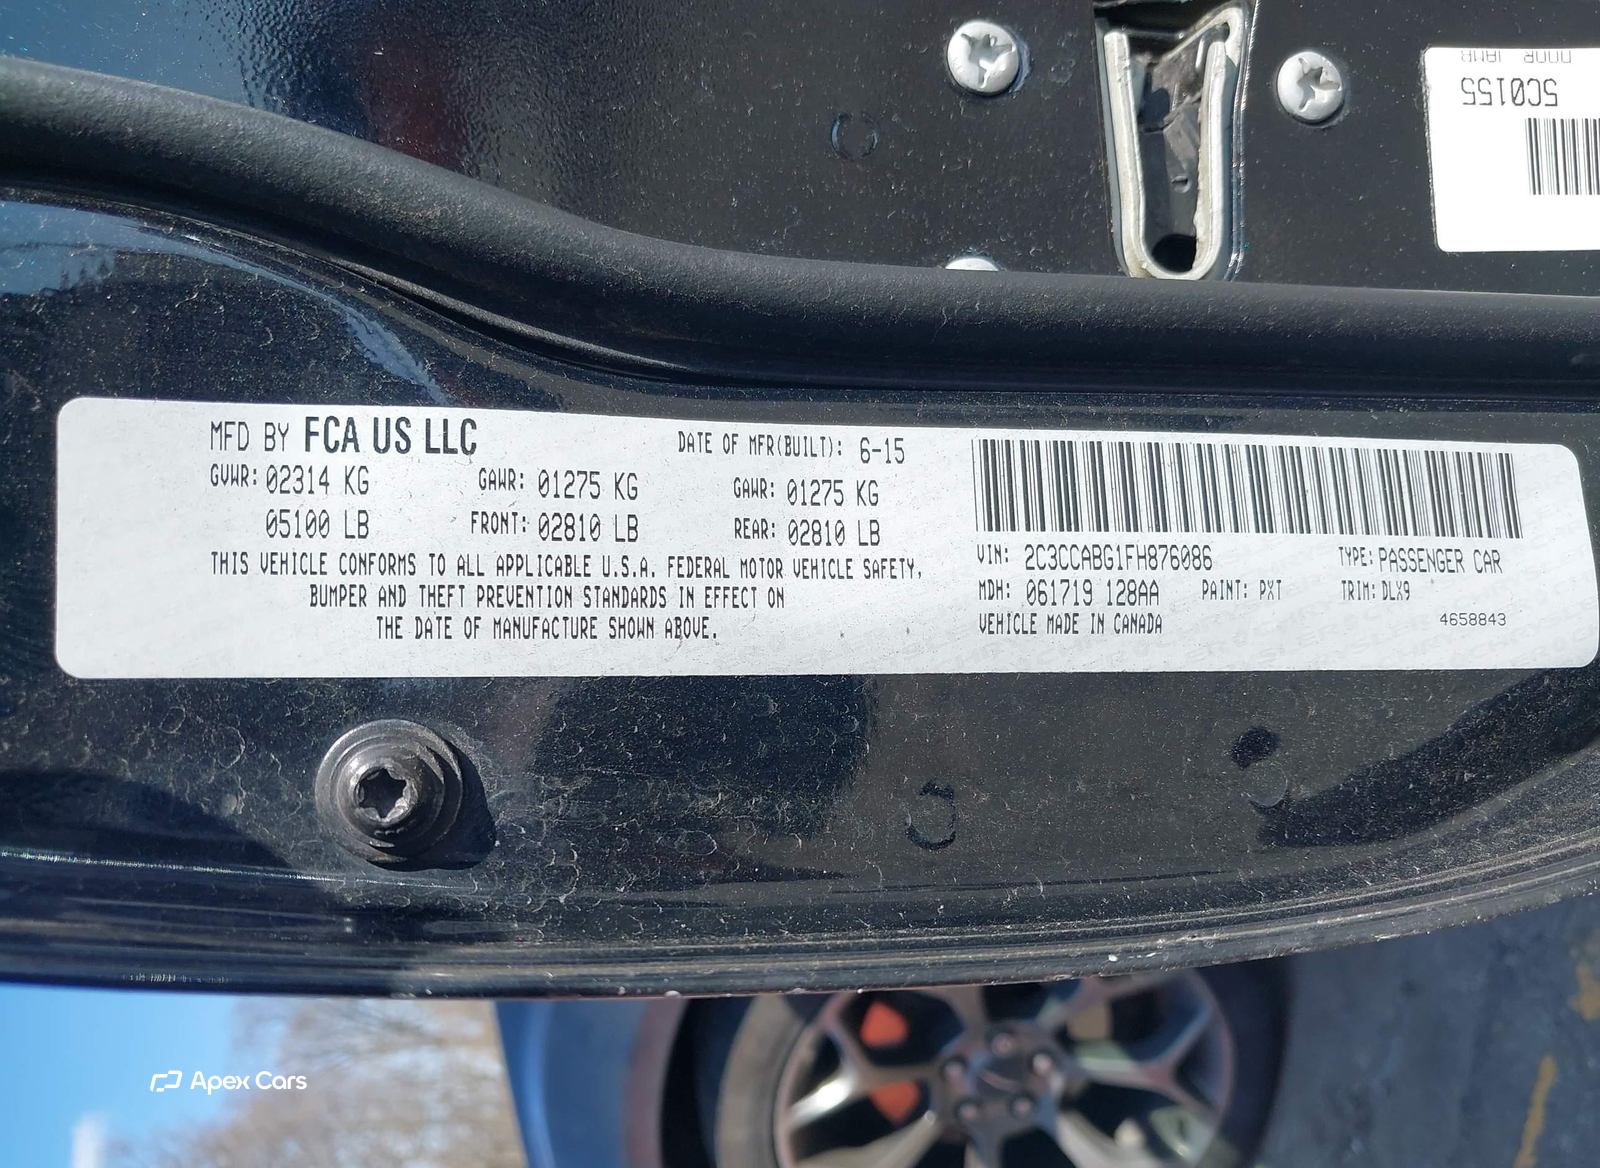 DOOR JAMB
5C0155
MFD BY FCA US LLC
DATE OF MFR(BUILT): 6-15
GVWR: 02314 KG
GAWR: 01275 KG
GAWR: 01275 KG
05100 LB
FRONT: 02810 LB
REAR: 02810 LB
THIS VEHICLE CONFORMS TO ALL APPLICABLE U.S.A. FEDERAL MOTOR VEHICLE SAFETY,
BUMPER AND THEFT PREVENTION STANDARDS IN EFFECT ON
THE DATE OF MANUFACTURE SHOWN ABOVE.
VIN: 2C3CCABG1FH876086
TYPE: PASSENGER CAR
MDH: 061719 128AA
PAINT: PXT
TRIM: DLX9
VEHICLE MADE IN CANADA
4658843
Apex Cars